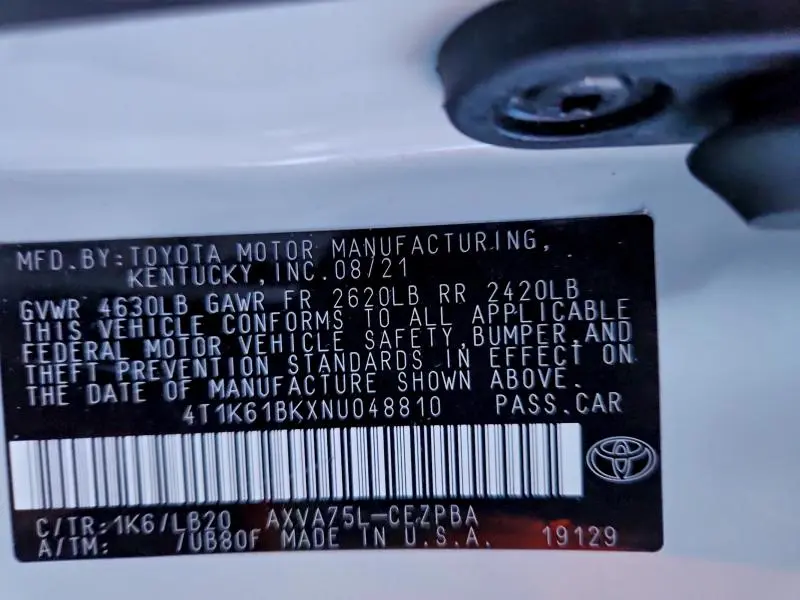 MFD.BY:TOYOTA MOTOR MANUFACTURING,
KENTUCKY,INC.08/21
GVWR 4630LB GAWR FR 2620LB RR 2420LB
THIS VEHICLE CONFORMS TO ALL APPLICABLE
FEDERAL MOTOR VEHICLE SAFETY,BUMPER,AND
THEFT PREVENTION STANDARDS IN EFFECT ON
THE DATE OF MANUFACTURE SHOWN ABOVE.
4T1K61BKXNU048810 PASS.CAR
C/TR:1K6/LB20 AXVA75L-CEZPBA
A/TM: 7UB80F MADE IN U.S.A. 19129